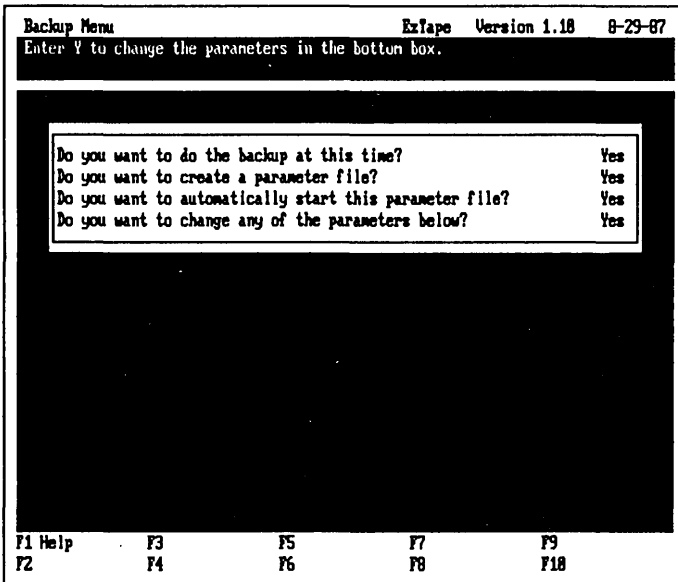 Backup Menu EzTape Version 1.10 8-29-87
Enter Y to change the parameters in the bottom box.
Do you want to do the backup at this time? Yes
Do you want to create a parameter file? Yes
Do you want to automatically start this parameter file? Yes
Do you want to change any of the parameters below? Yes
F1 Help F3 F5 F7 F9
F2 F4 F6 F8 F10